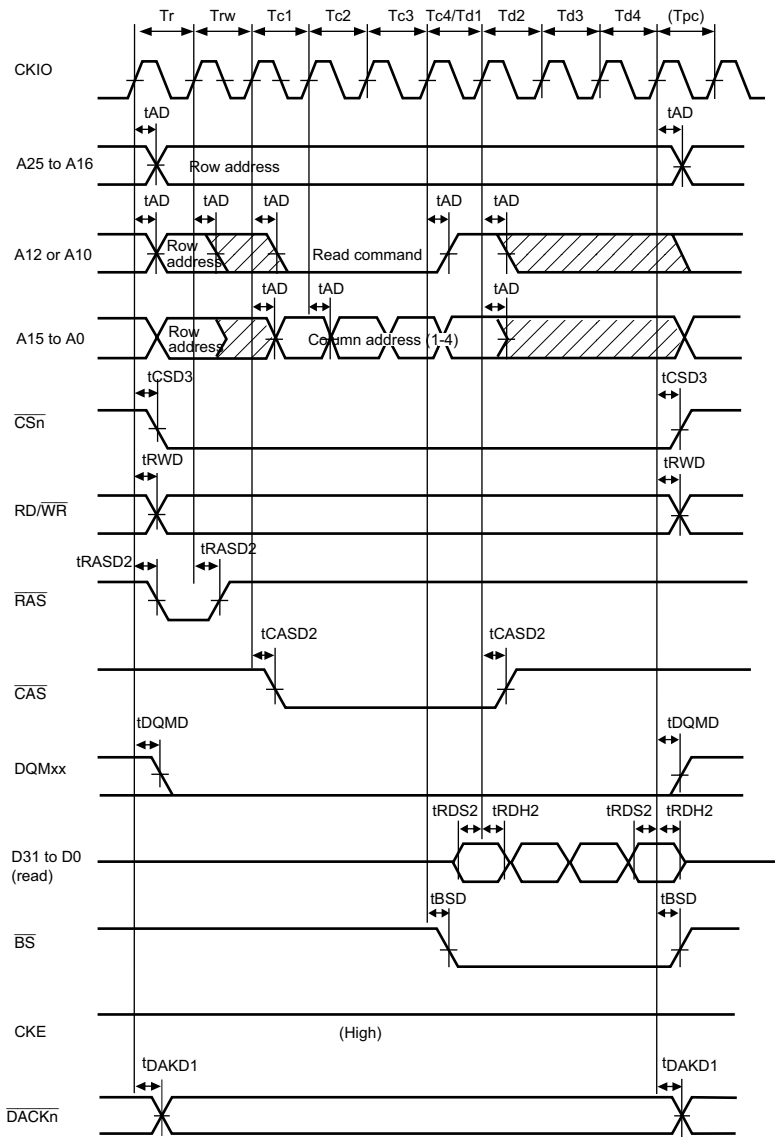 Tr Trw Tc1 Tc2 Tc3 Tc4/Td1 Td2 Td3 Td4 (Tpc)
CKIO
tAD tAD
A25 to A16 Row address
tAD tAD tAD tAD tAD
A12 or A10 Row address Read command
tAD tAD tAD
A15 to A0 Row address Column address (1-4)
tCSD3 tCSD3
CSn
tRWD tRWD
RD/WR
tRASD2 tRASD2
RAS
tCASD2 tCASD2
CAS
tDQMD tDQMD
DQMxx
tRDS2 tRDH2 tRDS2 tRDH2
D31 to D0
(read)
tBSD tBSD
BS
CKE (High)
tDAKD1 tDAKD1
DACKn